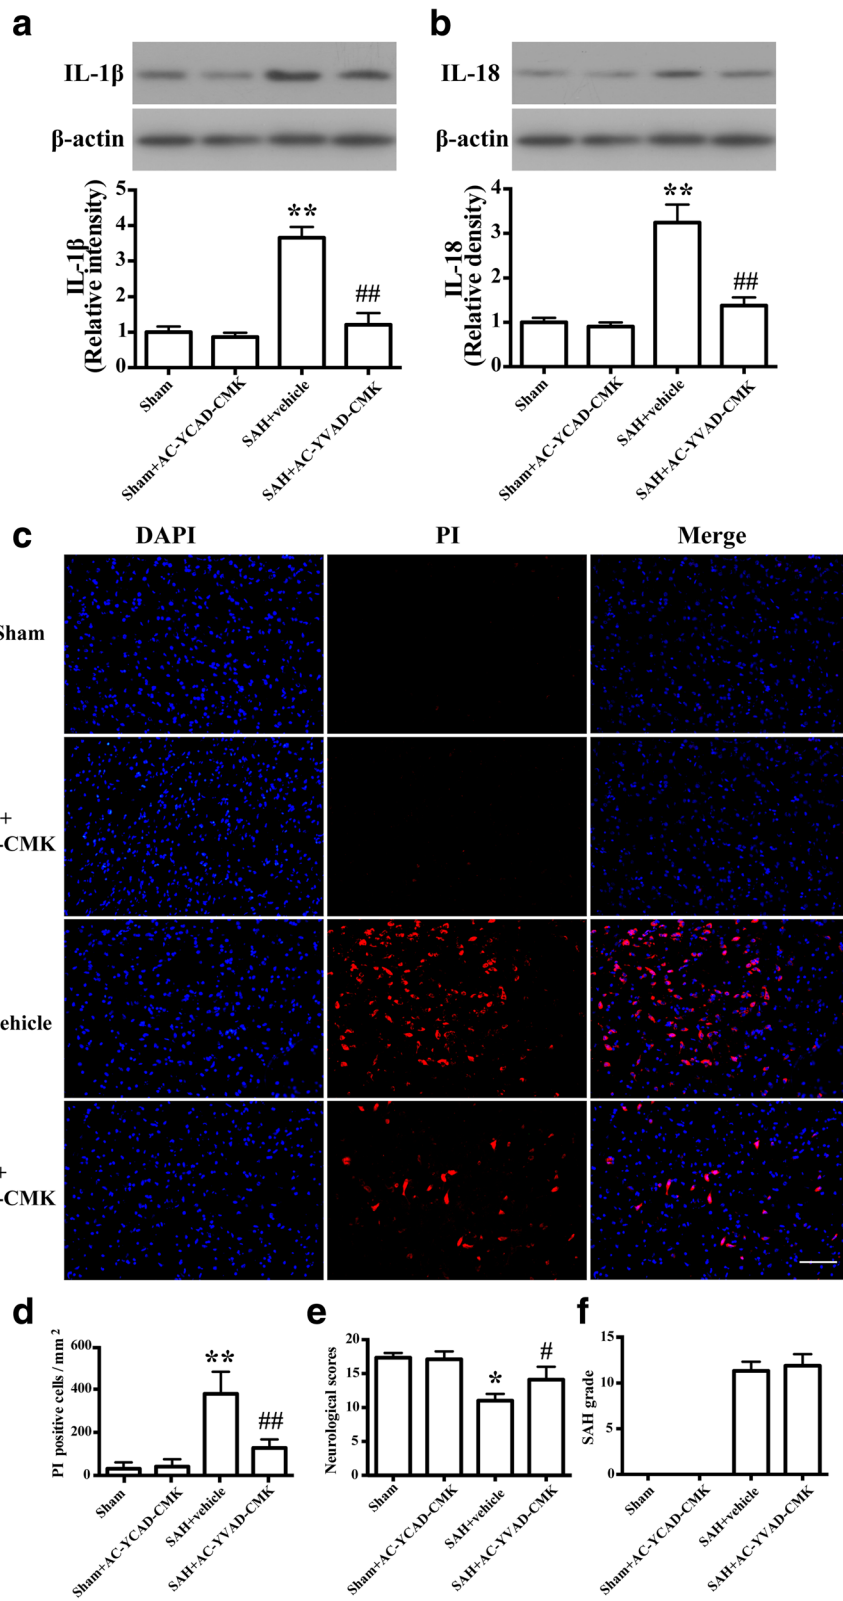 a
b
IL-1β
IL-18
β-actin
β-actin
IL-1β
(Relative intensity)
5
4
3
2
1
0
**
##
Sham
Sham+AC-YCAD-CMK
SAH+vehicle
SAH+AC-YVAD-CMK
IL-18
(Relative density)
4
3
2
1
0
**
##
Sham
Sham+AC-YCAD-CMK
SAH+vehicle
SAH+AC-YVAD-CMK
c
DAPI
PI
Merge
Sham
+
-CMK
ehicle
+
-CMK
d
e
f
PI positive cells / mm 2
600
400
200
0
**
##
Sham
Sham+AC-YCAD-CMK
SAH+vehicle
SAH+AC-YVAD-CMK
Neurological scores
20
15
10
5
0
*
#
Sham
Sham+AC-YCAD-CMK
SAH+vehicle
SAH+AC-YVAD-CMK
SAH grade
15
10
5
0
Sham
Sham+AC-YCAD-CMK
SAH+vehicle
SAH+AC-YVAD-CMK